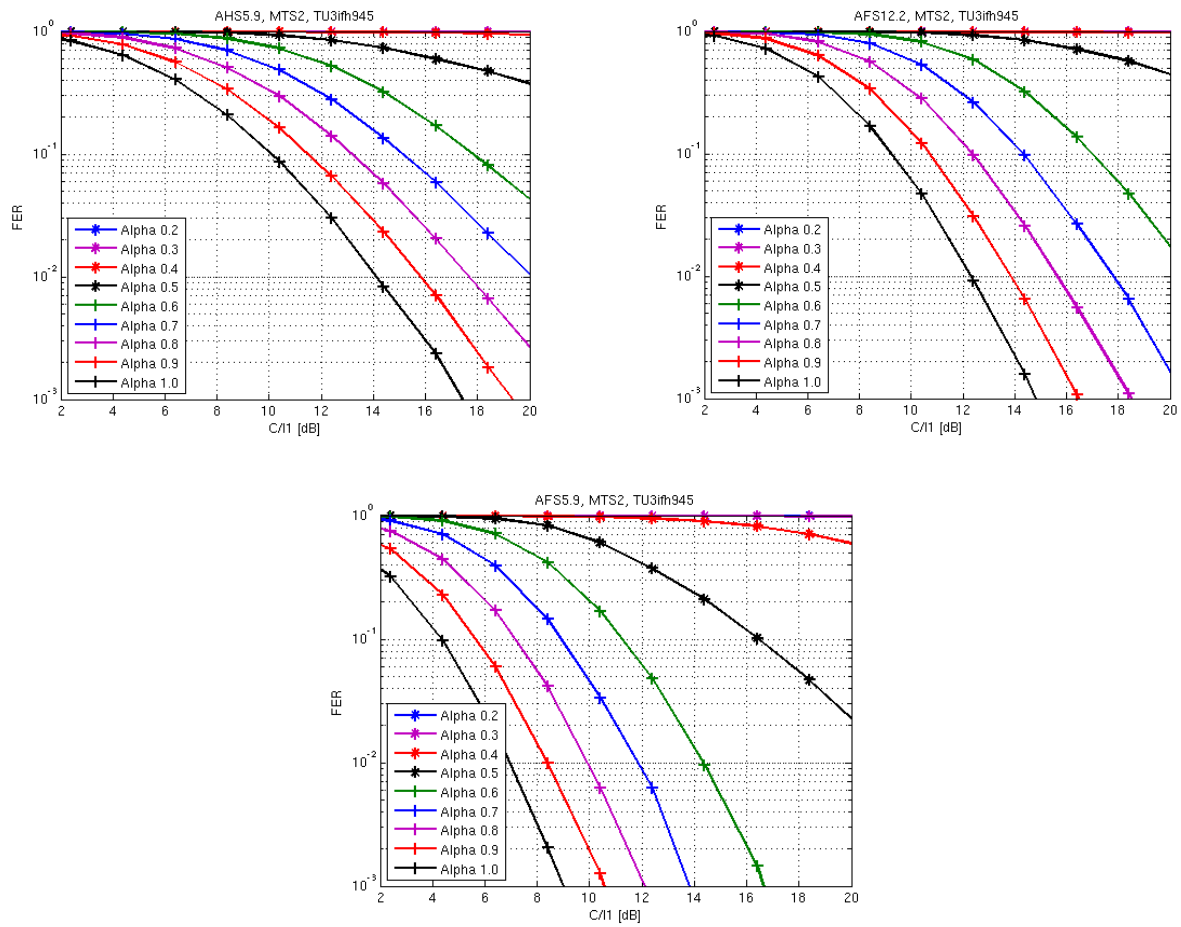 AHS5.9, MTS2, TU3ifh945
10^0
10^-1
10^-2
10^-3
FER
Alpha 0.2
Alpha 0.3
Alpha 0.4
Alpha 0.5
Alpha 0.6
Alpha 0.7
Alpha 0.8
Alpha 0.9
Alpha 1.0
2 4 6 8 10 12 14 16 18 20
C/I1 [dB]
AFS12.2, MTS2, TU3ifh945
10^0
10^-1
10^-2
10^-3
FER
Alpha 0.2
Alpha 0.3
Alpha 0.4
Alpha 0.5
Alpha 0.6
Alpha 0.7
Alpha 0.8
Alpha 0.9
Alpha 1.0
2 4 6 8 10 12 14 16 18 20
C/I1 [dB]
AFS5.9, MTS2, TU3ifh945
10^0
10^-1
10^-2
10^-3
FER
Alpha 0.2
Alpha 0.3
Alpha 0.4
Alpha 0.5
Alpha 0.6
Alpha 0.7
Alpha 0.8
Alpha 0.9
Alpha 1.0
2 4 6 8 10 12 14 16 18 20
C/I1 [dB]